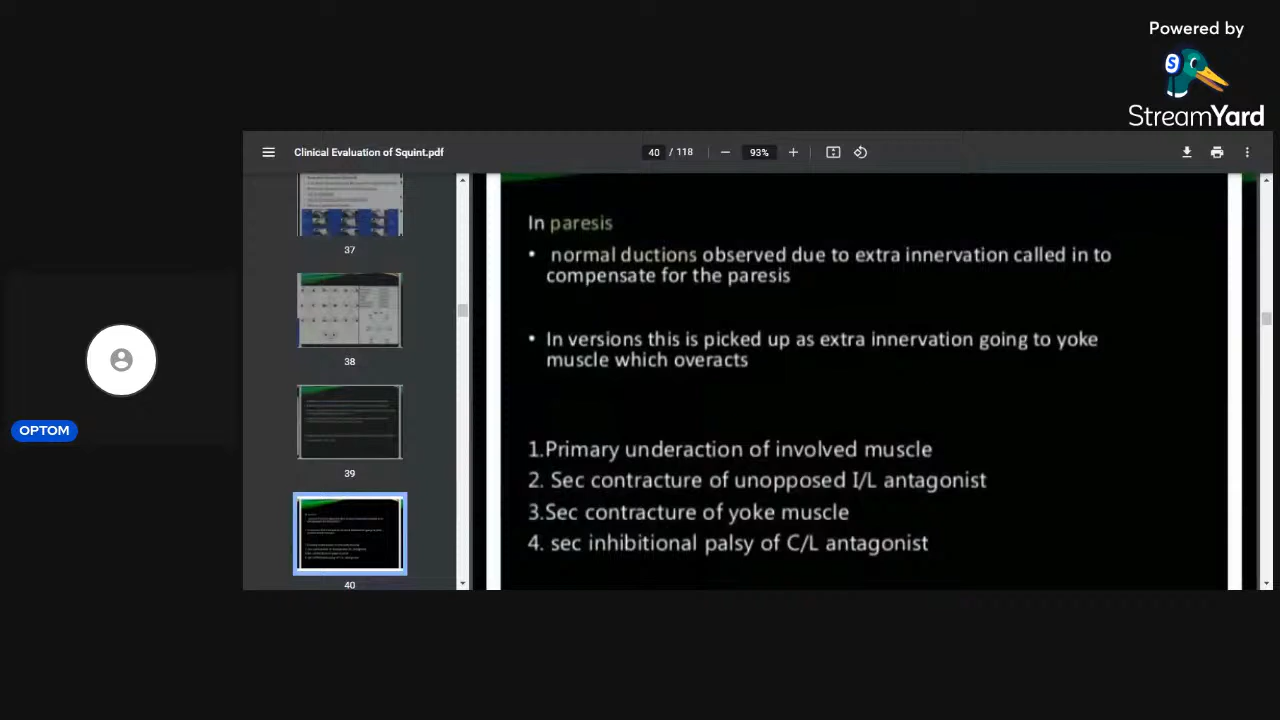 Powered by
StreamYard
Clinical Evaluation of Squint.pdf
40 / 118
93%
37
38
39
40
OPTOM
In paresis
• normal ductions observed due to extra innervation called in to
compensate for the paresis
• In versions this is picked up as extra innervation going to yoke
muscle which overacts
1.Primary underaction of involved muscle
2. Sec contracture of unopposed I/L antagonist
3.Sec contracture of yoke muscle
4. sec inhibitional palsy of C/L antagonist